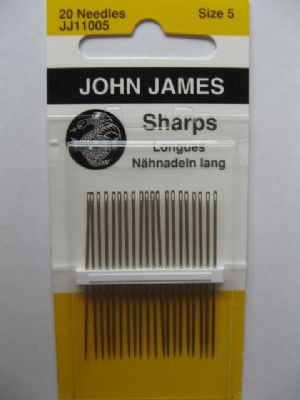 20 Needles Size 5
JJ11005
JOHN JAMES
Sharps
Longues
Nähnadeln lang